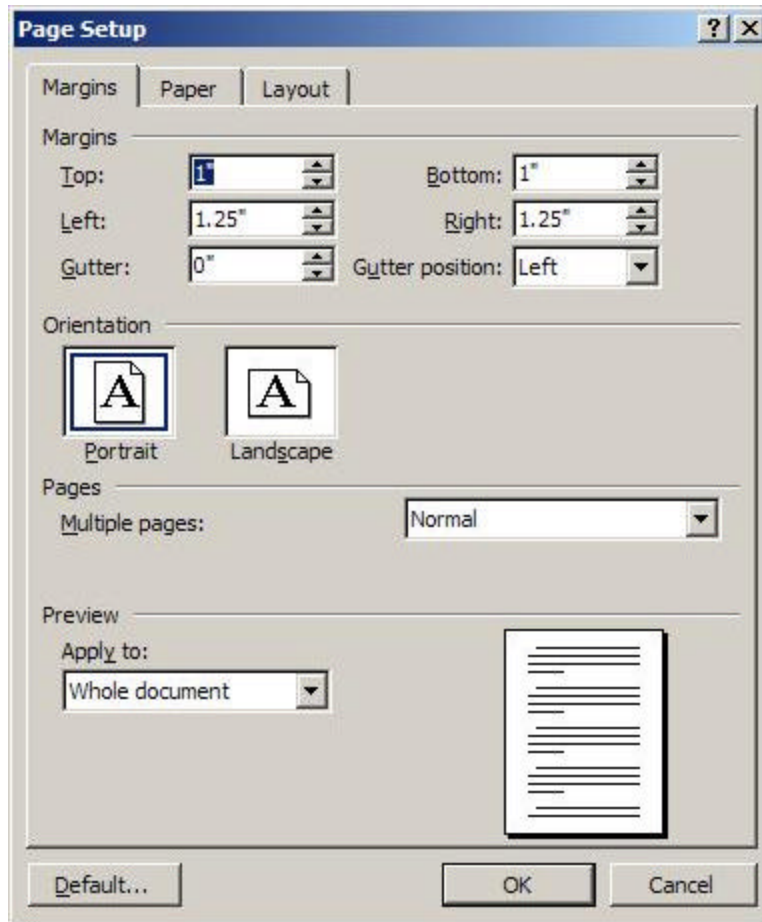 Page Setup
Margins Paper Layout
Margins
Top: 1" Bottom: 1"
Left: 1.25" Right: 1.25"
Gutter: 0" Gutter position: Left
Orientation
A A
Portrait Landscape
Pages
Multiple pages: Normal
Preview
Apply to:
Whole document
Default... OK Cancel